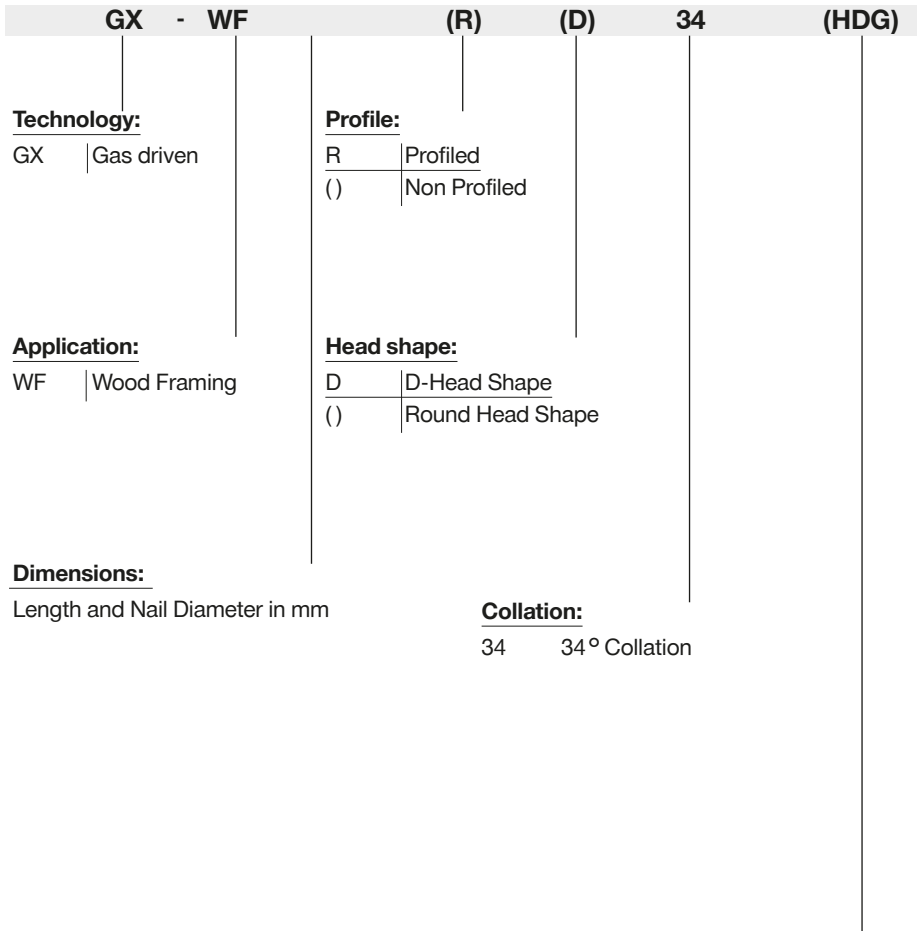 GX - WF (R) (D) 34 (HDG)
Technology:
GX Gas driven
Profile:
R Profiled
() Non Profiled
Application:
WF Wood Framing
Head shape:
D D-Head Shape
() Round Head Shape
Dimensions:
Length and Nail Diameter in mm
Collation:
34 34° Collation